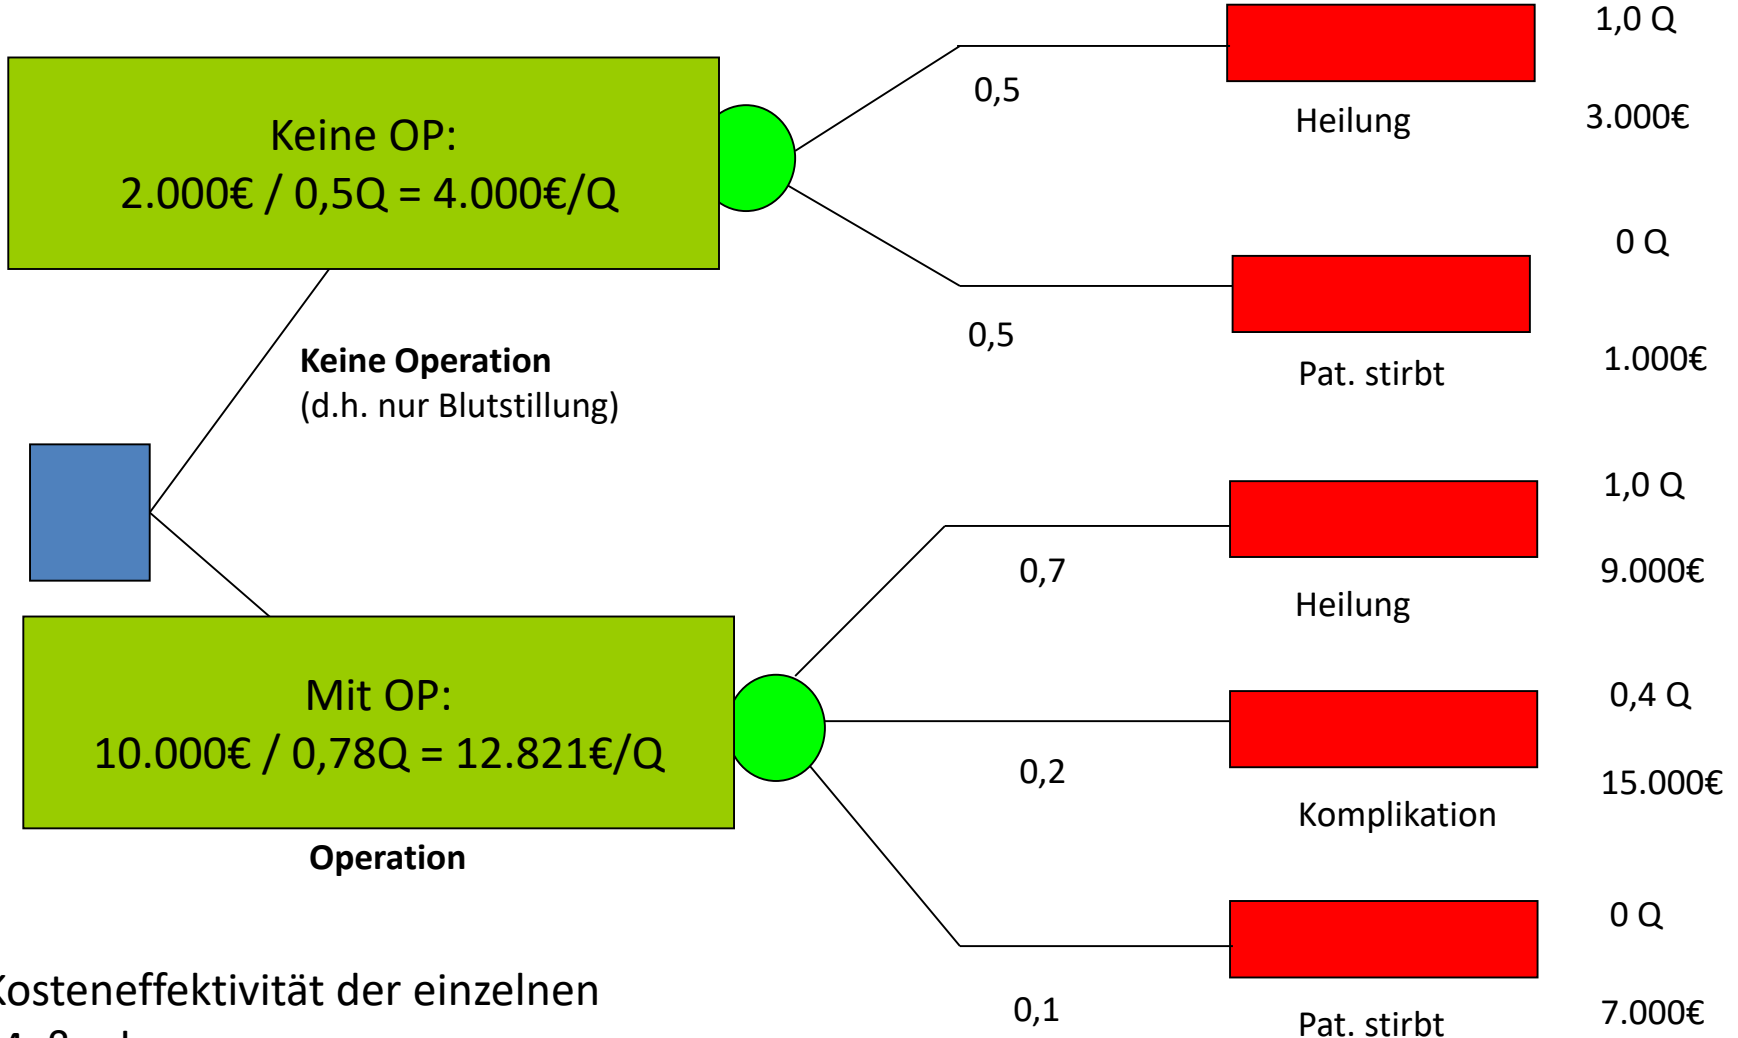 1,0 Q
Keine OP:
2.000€ / 0,5Q = 4.000€/Q
0,5
Heilung
3.000€
0 Q
0,5
Keine Operation
(d.h. nur Blutstillung)
Pat. stirbt
1.000€
1,0 Q
0,7
9.000€
Heilung
Mit OP:
10.000€ / 0,78Q = 12.821€/Q
0,4 Q
0,2
15.000€
Komplikation
Operation
0 Q
Kosteneffektivität der einzelnen
0,1
Pat. stirbt
7.000€